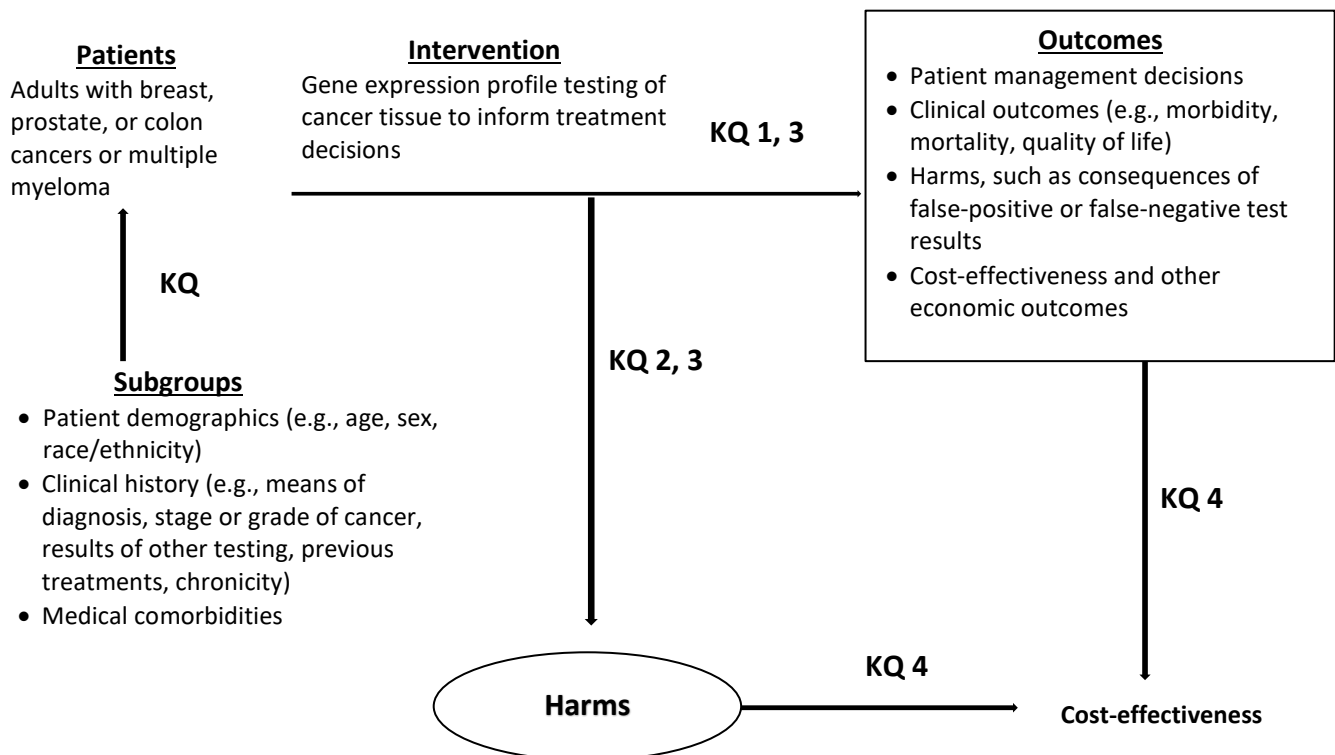 Patients
Adults with breast,
prostate, or colon
cancers or multiple
myeloma
Intervention
Gene expression profile testing of
cancer tissue to inform treatment
decisions
KQ 1, 3
Outcomes
• Patient management decisions
• Clinical outcomes (e.g., morbidity,
mortality, quality of life)
• Harms, such as consequences of
false-positive or false-negative test
results
• Cost-effectiveness and other
economic outcomes
KQ
KQ 2, 3
Subgroups
• Patient demographics (e.g., age, sex,
race/ethnicity)
• Clinical history (e.g., means of
diagnosis, stage or grade of cancer,
results of other testing, previous
treatments, chronicity)
• Medical comorbidities
KQ 4
Harms
KQ 4
Cost-effectiveness